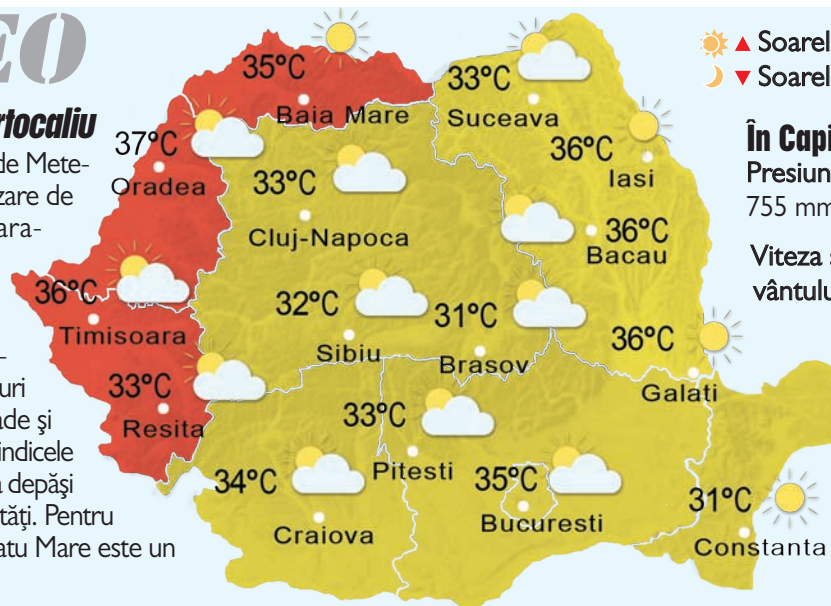 EO
rtocaliu
de Mete-
zare de
ara-
-
uri
de şi
indicele
a depăşi
tăţi. Pentru
atu Mare este un
35°C
Baia Mare
33°C
Suceava
37°C
Oradea
36°C
Iasi
33°C
Cluj-Napoca
36°C
Bacau
36°C
Timisoara
32°C
Sibiu
31°C
Brasov
36°C
Galati
33°C
Resita
33°C
Pitesti
34°C
Craiova
35°C
Bucuresti
31°C
Constanta
Soarel
Soarel
În Capi
Presiun
755 mm
Viteza
vântulu